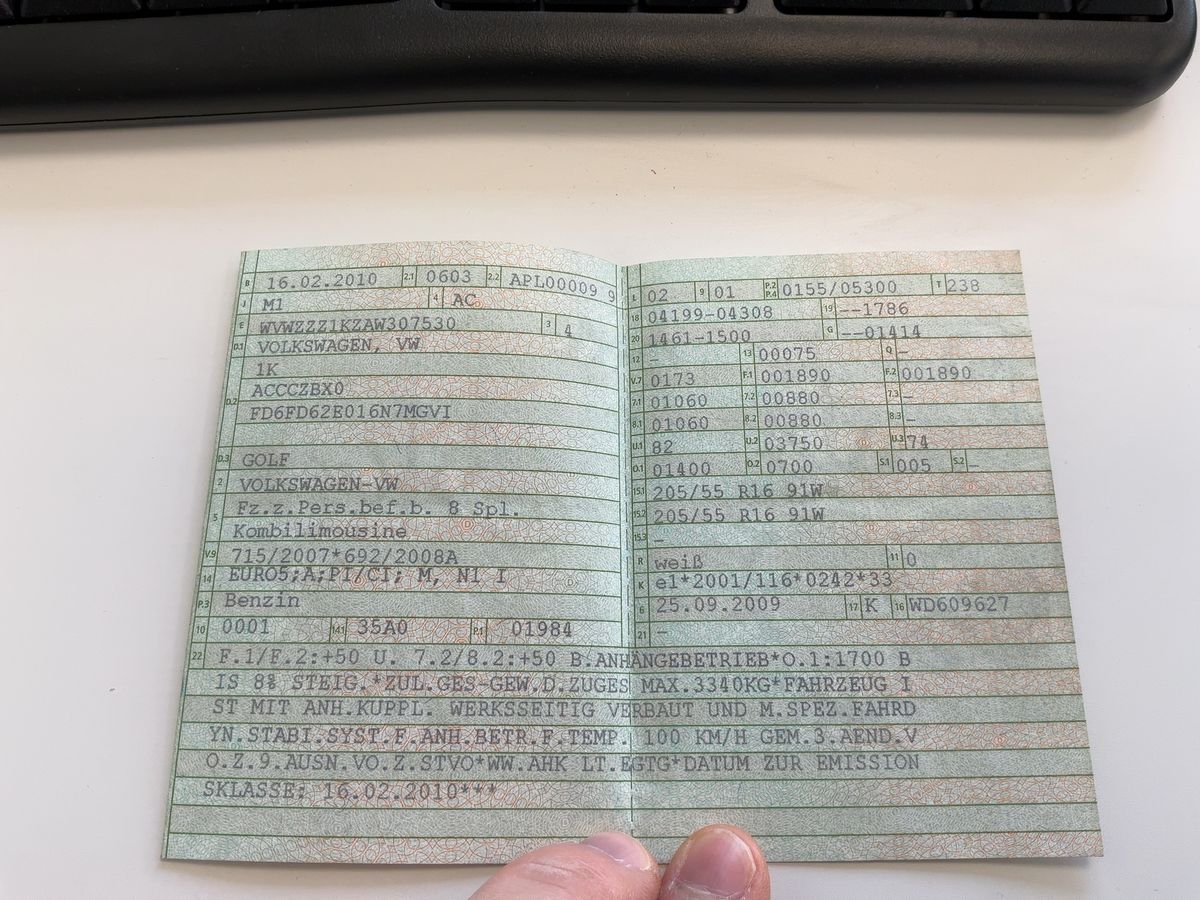 B 16.02.2010 2.1 0603 2.2 APL00009 9
J M1 4 AC
E WVWZZZ1KZAW307530 3 4
D.1 VOLKSWAGEN, VW
1K
D.2 ACCCZBX0
FD6FD62E016N7MGVI
D.3 GOLF
2 VOLKSWAGEN-VW
5 Fz.z.Pers.bef.b. 8 Spl.
Kombilimousine
V.9 715/2007*692/2008A
14 EURO5;A;PI/CI; M, N1 I
P.3 Benzin
10 0001 14.1 35A0 P.1 01984
L 02 9 01 P.2 P.4 0155/05300 T 238
18 04199-04308 19 --1786
20 1461-1500 G --01414
12 - 13 00075 Q -
V.7 0173 F.1 001890 F.2 001890
7.1 01060 7.2 00880 7.3 -
8.1 01060 8.2 00880 8.3 -
U.1 82 U.2 03750 U.3 74
O.1 01400 O.2 0700 S.1 005 S.2 -
15.1 205/55 R16 91W
15.2 205/55 R16 91W
15.3 -
R weiß 11 0
K e1*2001/116*0242*33
6 25.09.2009 17 K 16 WD609627
21 -
22 F.1/F.2:+50 U. 7.2/8.2:+50 B.ANHÄNGEBETRIEB*O.1:1700 B
IS 8% STEIG.*ZUL.GES-GEW.D.ZUGES MAX.3340KG*FAHRZEUG I
ST MIT ANH.KUPPL. WERKSSEITIG VERBAUT UND M.SPEZ.FAHRD
YN.STABI.SYST.F.ANH.BETR.F.TEMP. 100 KM/H GEM.3.AEND.V
O.Z.9.AUSN.VO.Z.STVO*WW.AHK LT.EGTG*DATUM ZUR EMISSION
SKLASSE: 16.02.2010***